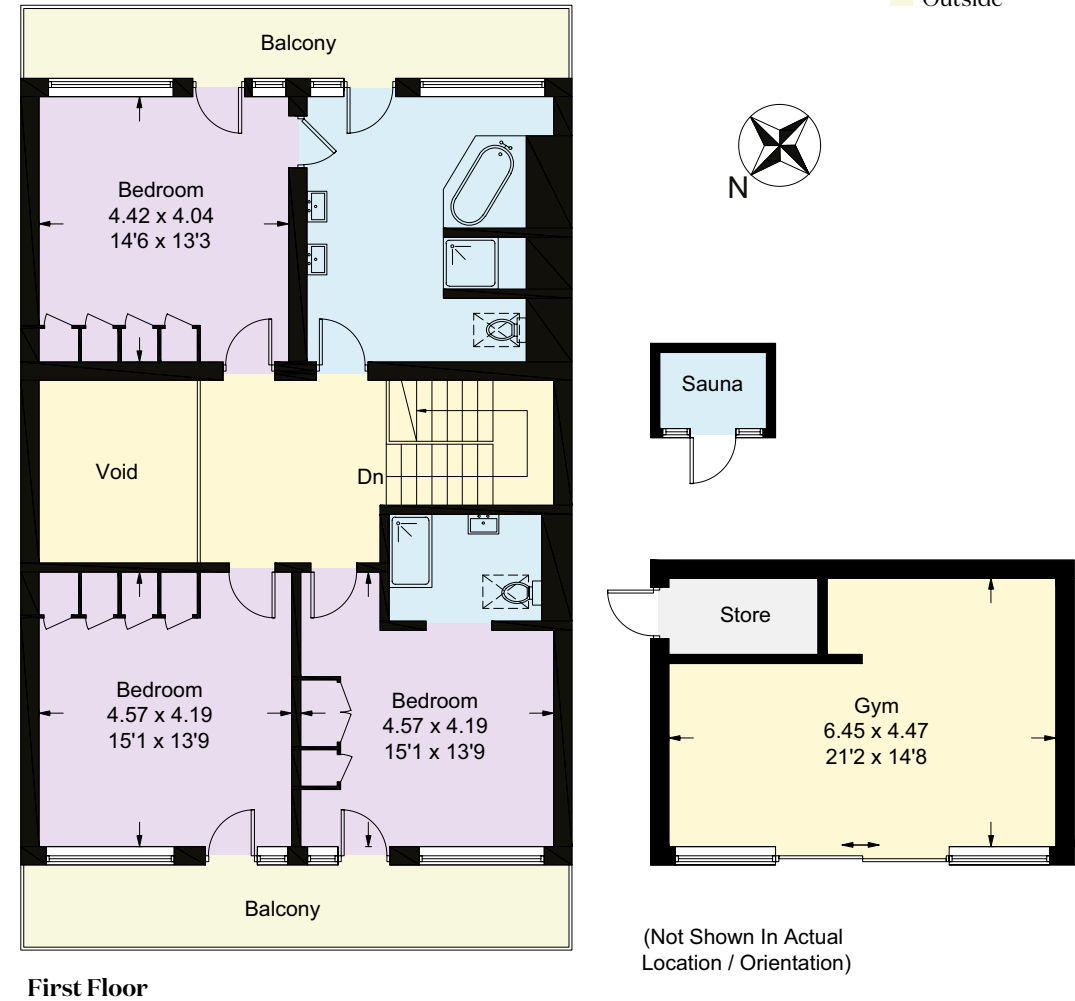 Outside
Balcony
N
Bedroom
4.42 x 4.04
14'6 x 13'3
Sauna
Void
Dn
Store
Bedroom
4.57 x 4.19
15'1 x 13'9
Bedroom
4.57 x 4.19
15'1 x 13'9
Gym
6.45 x 4.47
21'2 x 14'8
Balcony
(Not Shown In Actual
Location / Orientation)
First Floor